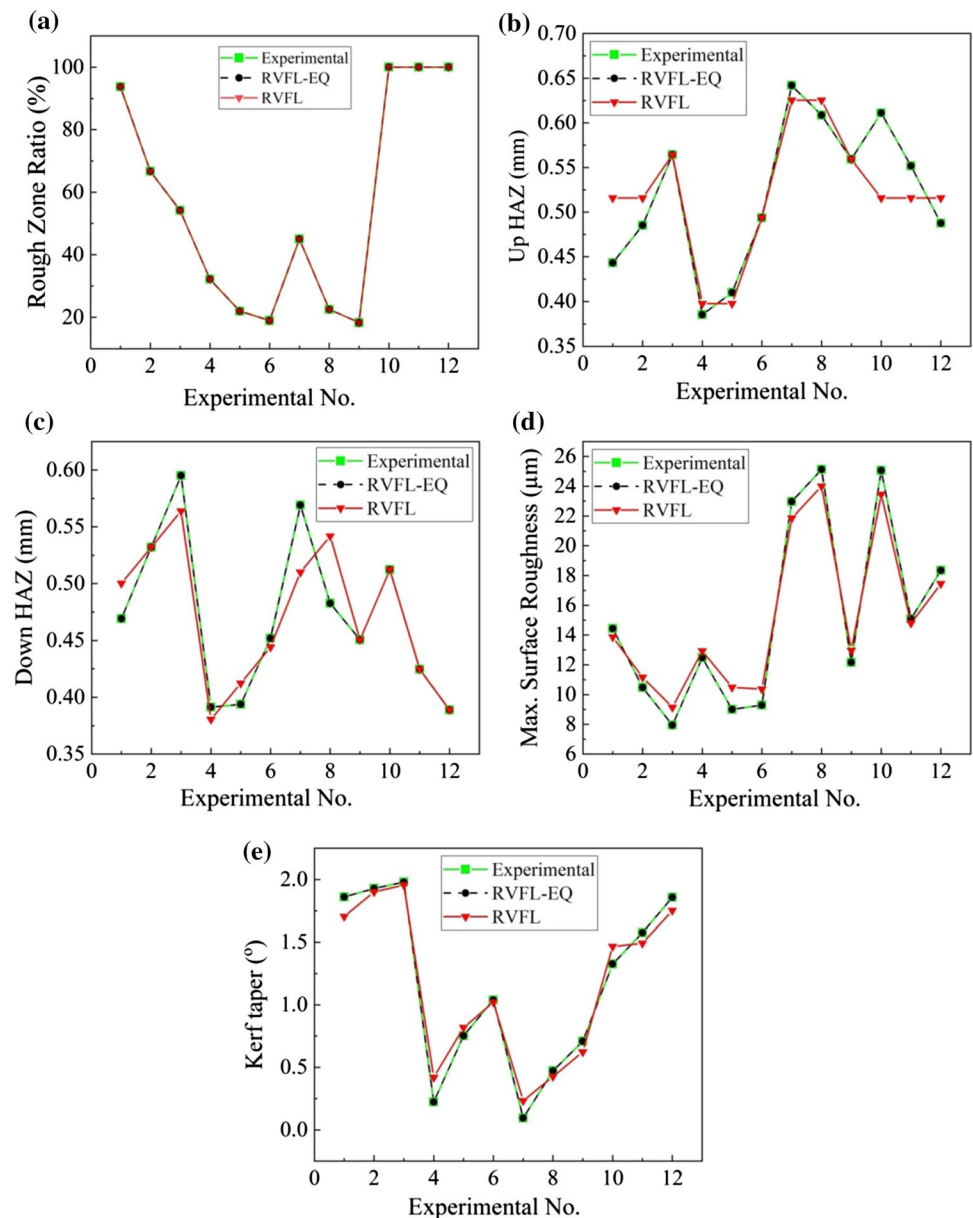 (a)
Rough Zone Ratio (%)
Experimental
RVFL-EQ
RVFL
100
80
60
40
20
0 2 4 6 8 10 12
Experimental No.
(b)
Up HAZ (mm)
Experimental
RVFL-EQ
RVFL
0.70
0.65
0.60
0.55
0.50
0.45
0.40
0.35
0 2 4 6 8 10 12
Experimental No.
(c)
Down HAZ (mm)
Experimental
RVFL-EQ
RVFL
0.60
0.55
0.50
0.45
0.40
0.35
0 2 4 6 8 10 12
Experimental No.
(d)
Max. Surface Roughness (μm)
Experimental
RVFL-EQ
RVFL
26
24
22
20
18
16
14
12
10
8
6
0 2 4 6 8 10 12
Experimental No.
(e)
Kerf taper (º)
Experimental
RVFL-EQ
RVFL
2.0
1.5
1.0
0.5
0.0
0 2 4 6 8 10 12
Experimental No.